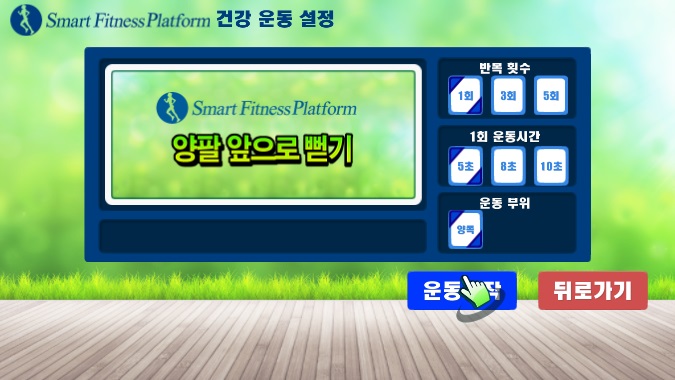 Smart Fitness Platform 건강 운동 설정
Smart Fitness Platform
양팔 앞으로 뻗기
반복 횟수
1회 3회 5회
1회 운동시간
5초 8초 10초
운동 부위
양쪽
운동 뒤로가기